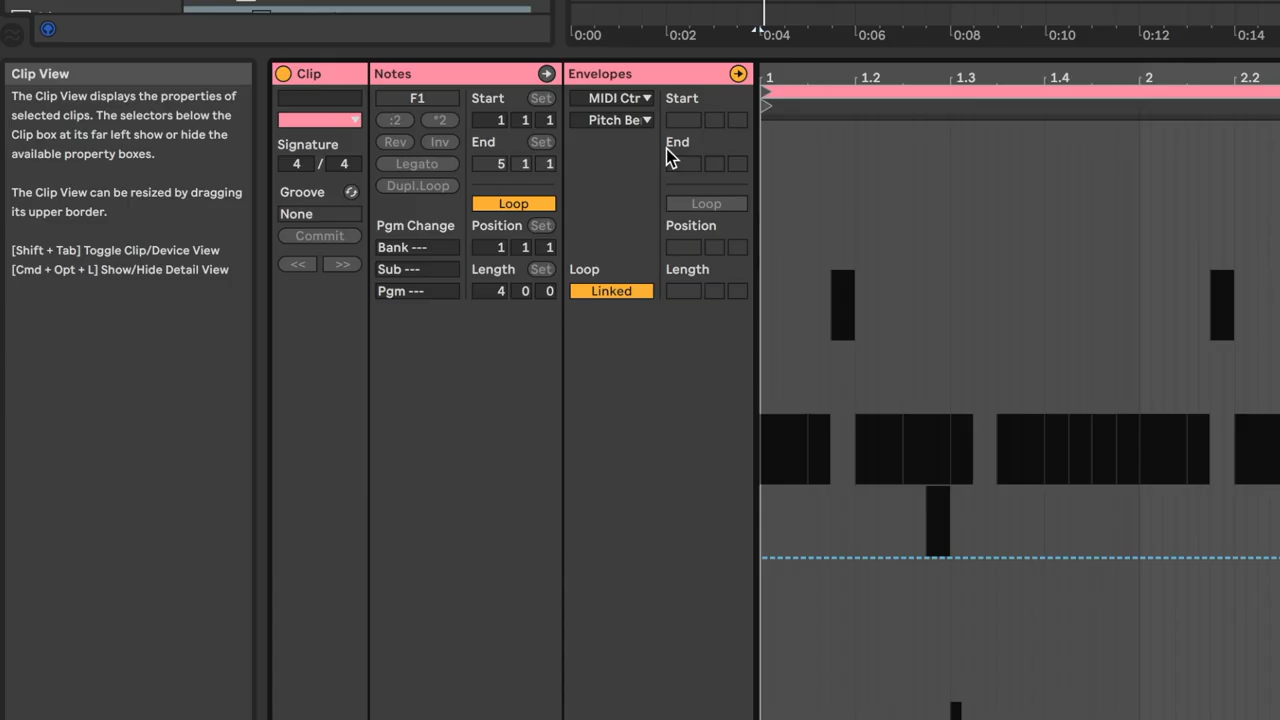 0:00 0:02 0:04 0:06 0:08 0:10 0:12 0:14
Clip View
The Clip View displays the properties of
selected clips. The selectors below the
Clip box at its far left show or hide the
available property boxes.
The Clip View can be resized by dragging
its upper border.
[Shift + Tab] Toggle Clip/Device View
[Cmd + Opt + L] Show/Hide Detail View
Clip
Signature
4 / 4
Groove
None
Commit
<< >>
Notes
F1
:2 *2
Rev Inv
Legato
Dupl.Loop
Pgm Change
Bank ---
Sub ---
Pgm ---
Start Set
1 1 1
End Set
5 1 1
Loop
Position Set
1 1 1
Length Set
4 0 0
Envelopes
MIDI Ctr
Pitch Be
Loop
Linked
Start
End
Loop
Position
Length
1 1.2 1.3 1.4 2 2.2